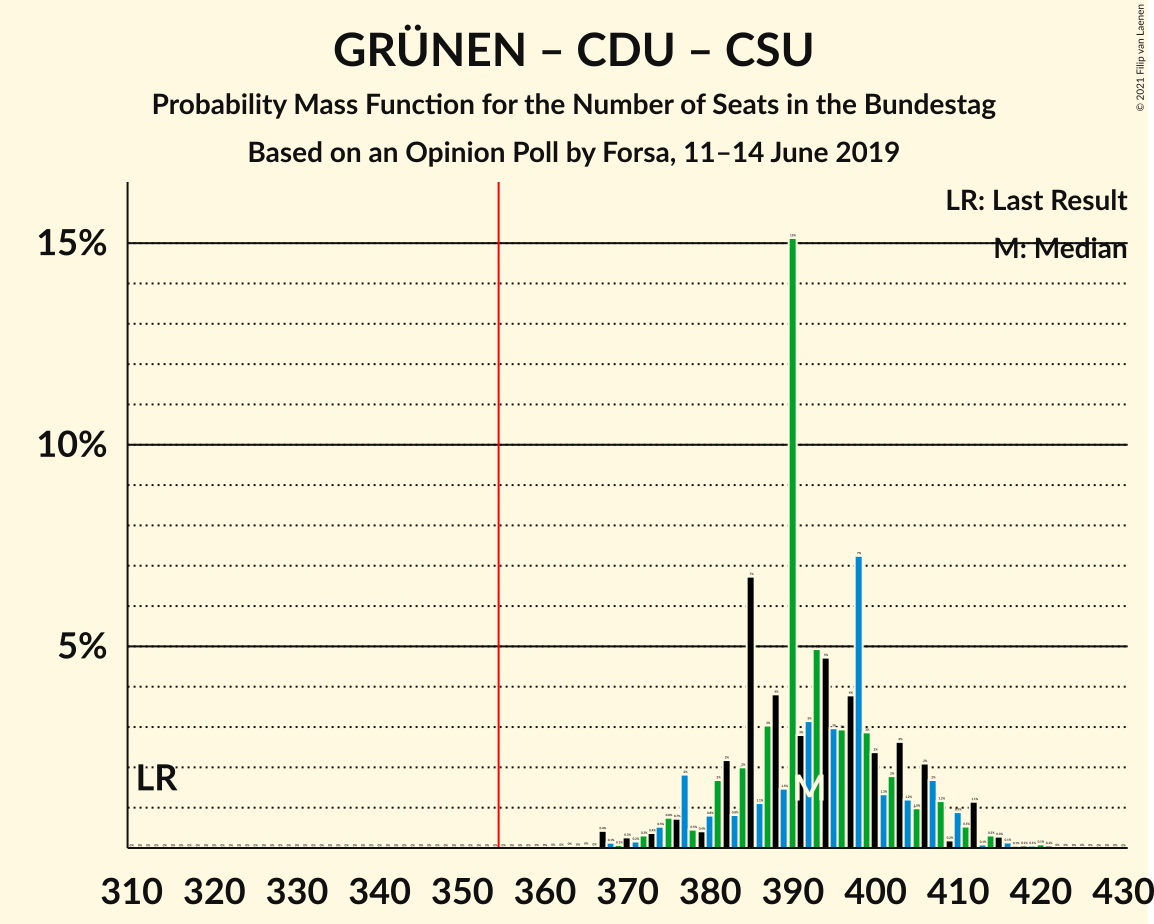 GRÜNEN – CDU – CSU
Probability Mass Function for the Number of Seats in the Bundestag
Based on an Opinion Poll by Forsa, 11–14 June 2019
© 2021 Filip van Laenen
LR: Last Result
M: Median
15%
10%
5%
LR
M
310 320 330 340 350 360 370 380 390 400 410 420 430